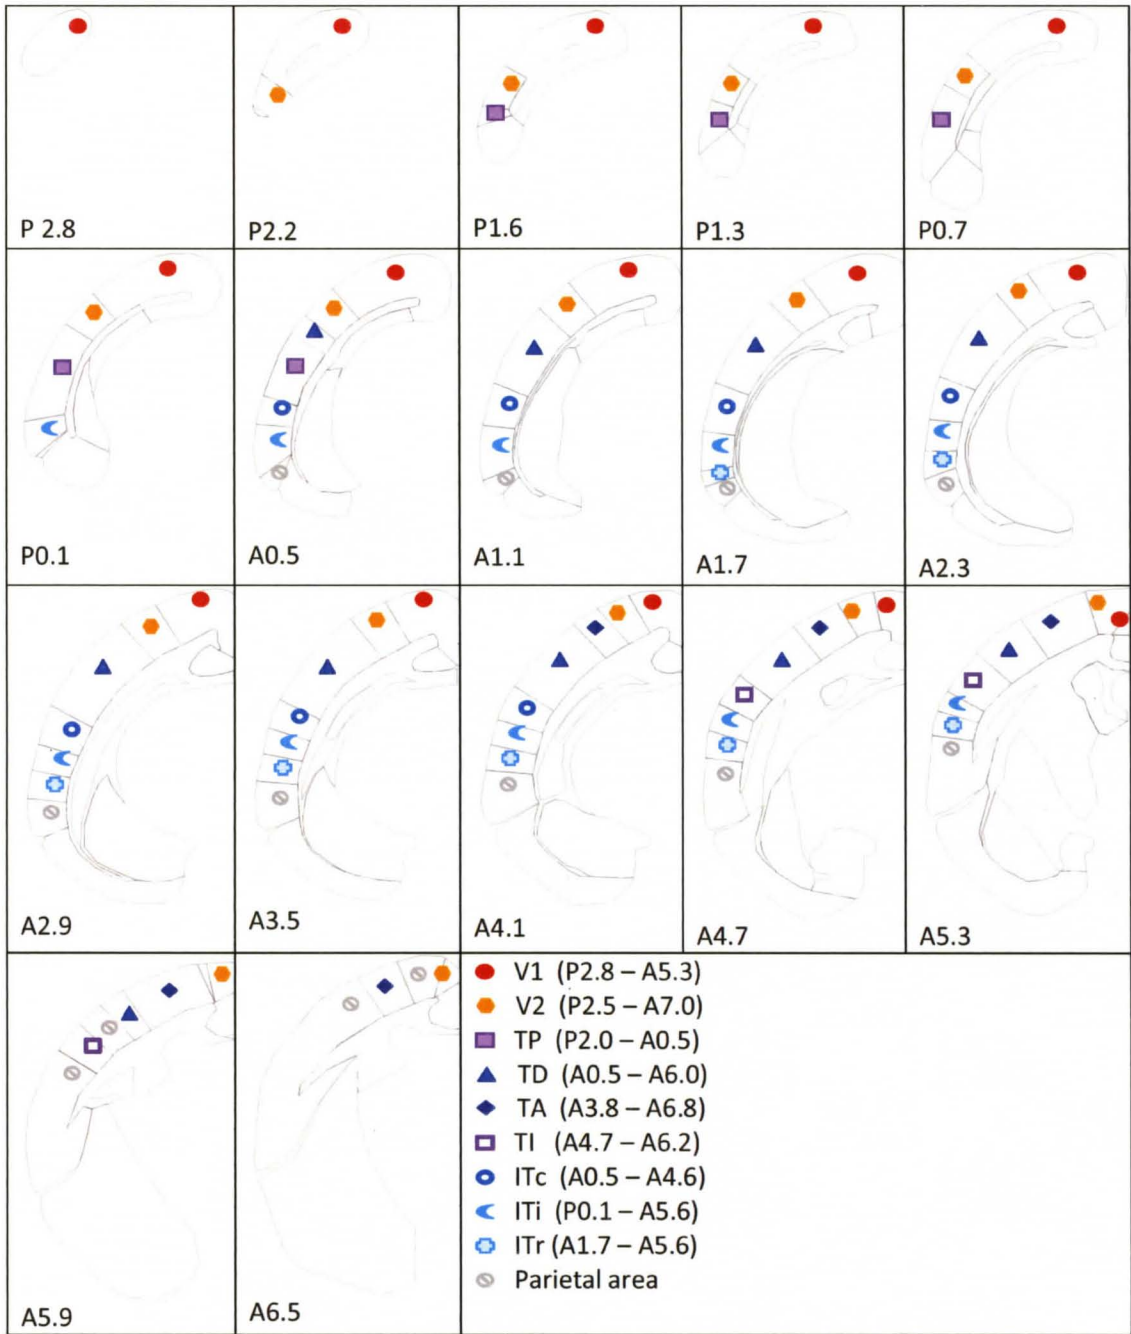 P 2.8
P2.2
P1.6
P1.3
P0.7
P0.1
A0.5
A1.1
A1.7
A2.3
A2.9
A3.5
A4.1
A4.7
A5.3
A5.9
A6.5
V1 (P2.8 – A5.3)
V2 (P2.5 – A7.0)
TP (P2.0 – A0.5)
TD (A0.5 – A6.0)
TA (A3.8 – A6.8)
TI (A4.7 – A6.2)
ITc (A0.5 – A4.6)
ITi (P0.1 – A5.6)
ITr (A1.7 – A5.6)
Parietal area